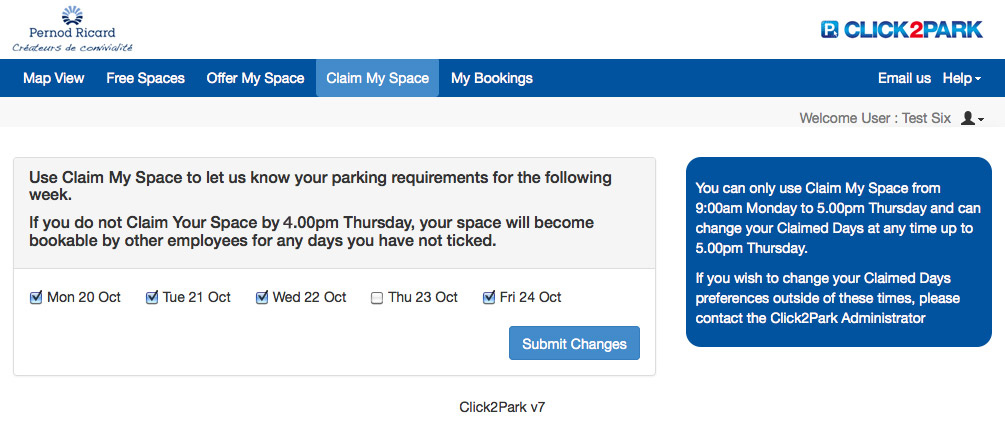 Pernod Ricard
Créateurs de convivialité
P CLICK2PARK
Map View Free Spaces Offer My Space Claim My Space My Bookings Email us Help
Welcome User : Test Six
Use Claim My Space to let us know your parking requirements for the following
week.
If you do not Claim Your Space by 4.00pm Thursday, your space will become
bookable by other employees for any days you have not ticked.
Mon 20 Oct Tue 21 Oct Wed 22 Oct Thu 23 Oct Fri 24 Oct
Submit Changes
You can only use Claim My Space from
9:00am Monday to 5.00pm Thursday and can
change your Claimed Days at any time up to
5.00pm Thursday.
If you wish to change your Claimed Days
preferences outside of these times, please
contact the Click2Park Administrator
Click2Park v7